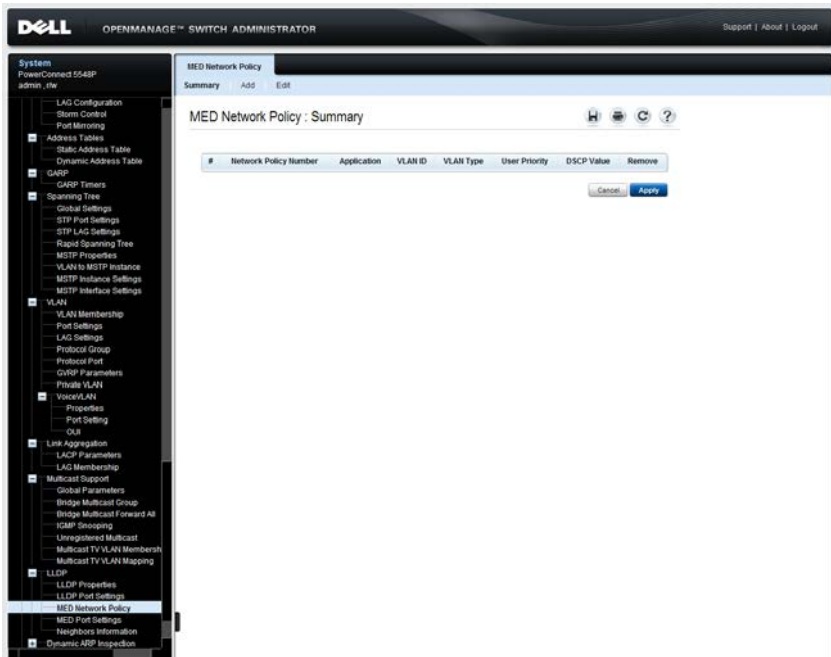 DELL OPENMANAGE™ SWITCH ADMINISTRATOR Support | About | Logout
System
PowerConnect 5548P
admin , r/w
MED Network Policy
Summary Add Edit
LAG Configuration
Storm Control
Port Mirroring
Address Tables
Static Address Table
Dynamic Address Table
GARP
GARP Timers
Spanning Tree
Global Settings
STP Port Settings
STP LAG Settings
Rapid Spanning Tree
MSTP Properties
VLAN to MSTP Instance
MSTP Instance Settings
MSTP Interface Settings
VLAN
VLAN Membership
Port Settings
LAG Settings
Protocol Group
Protocol Port
GVRP Parameters
Private VLAN
VoiceVLAN
Properties
Port Setting
OUI
Link Aggregation
LACP Parameters
LAG Membership
Multicast Support
Global Parameters
Bridge Multicast Group
Bridge Multicast Forward All
IGMP Snooping
Unregistered Multicast
Multicast TV VLAN Membersh
Multicast TV VLAN Mapping
LLDP
LLDP Properties
LLDP Port Settings
MED Network Policy
MED Port Settings
Neighbors Information
Dynamic ARP Inspection
MED Network Policy : Summary
# Network Policy Number Application VLAN ID VLAN Type User Priority DSCP Value Remove
Cancel Apply